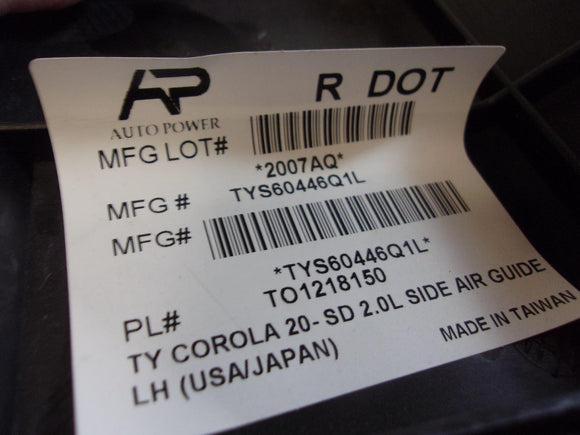 AP
R DOT
AUTO POWER
MFG LOT#
*2007AQ*
MFG # TYS60446Q1L
MFG#
*TYS60446Q1L*
PL# TO1218150
TY COROLA 20- SD 2.0L SIDE AIR GUIDE
LH (USA/JAPAN)
MADE IN TAIWAN